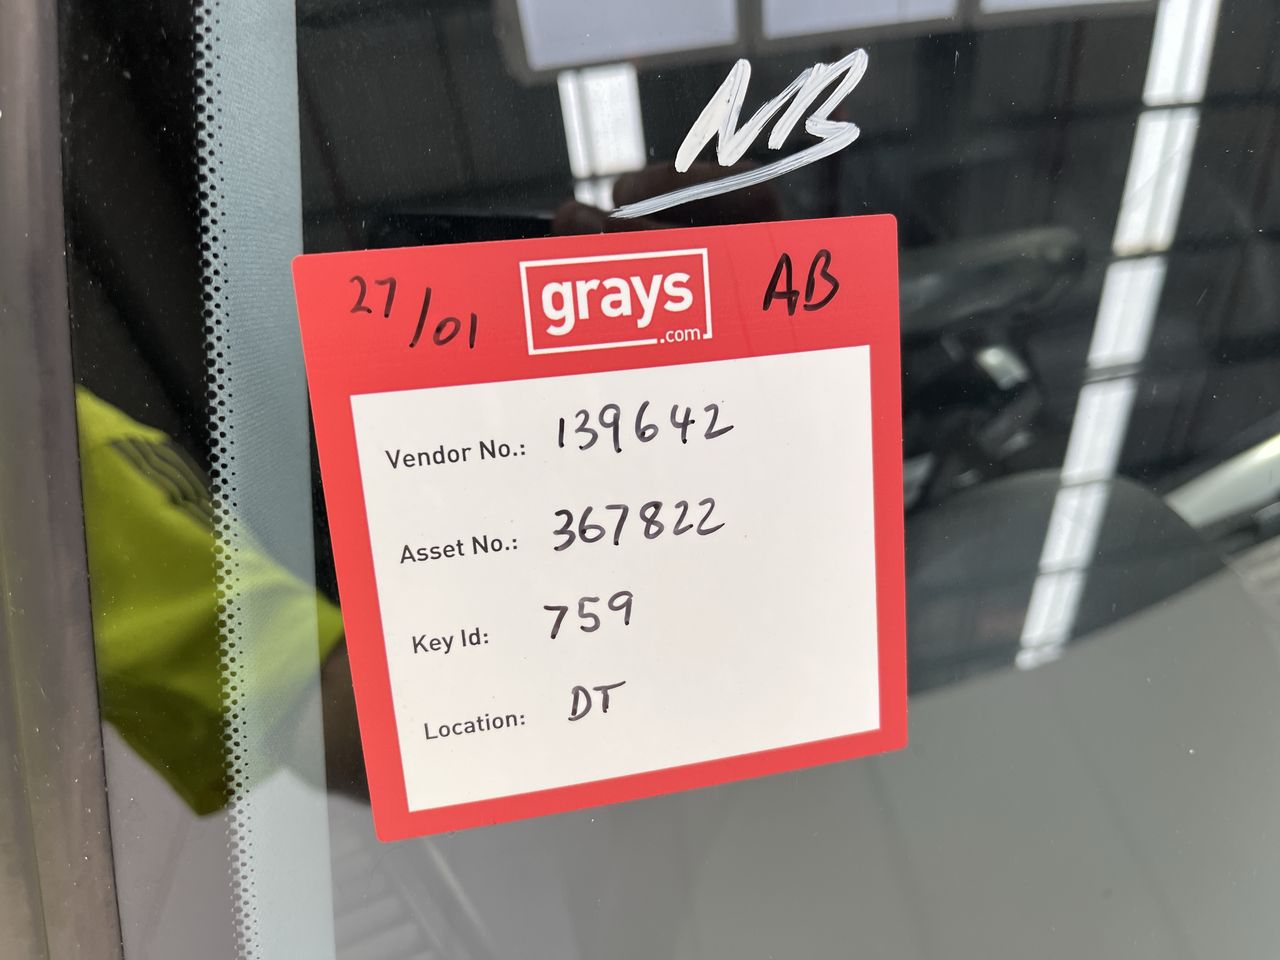 NB
27/01 grays.com AB
Vendor No.: 139642
Asset No.: 367822
Key Id: 759
Location: DT